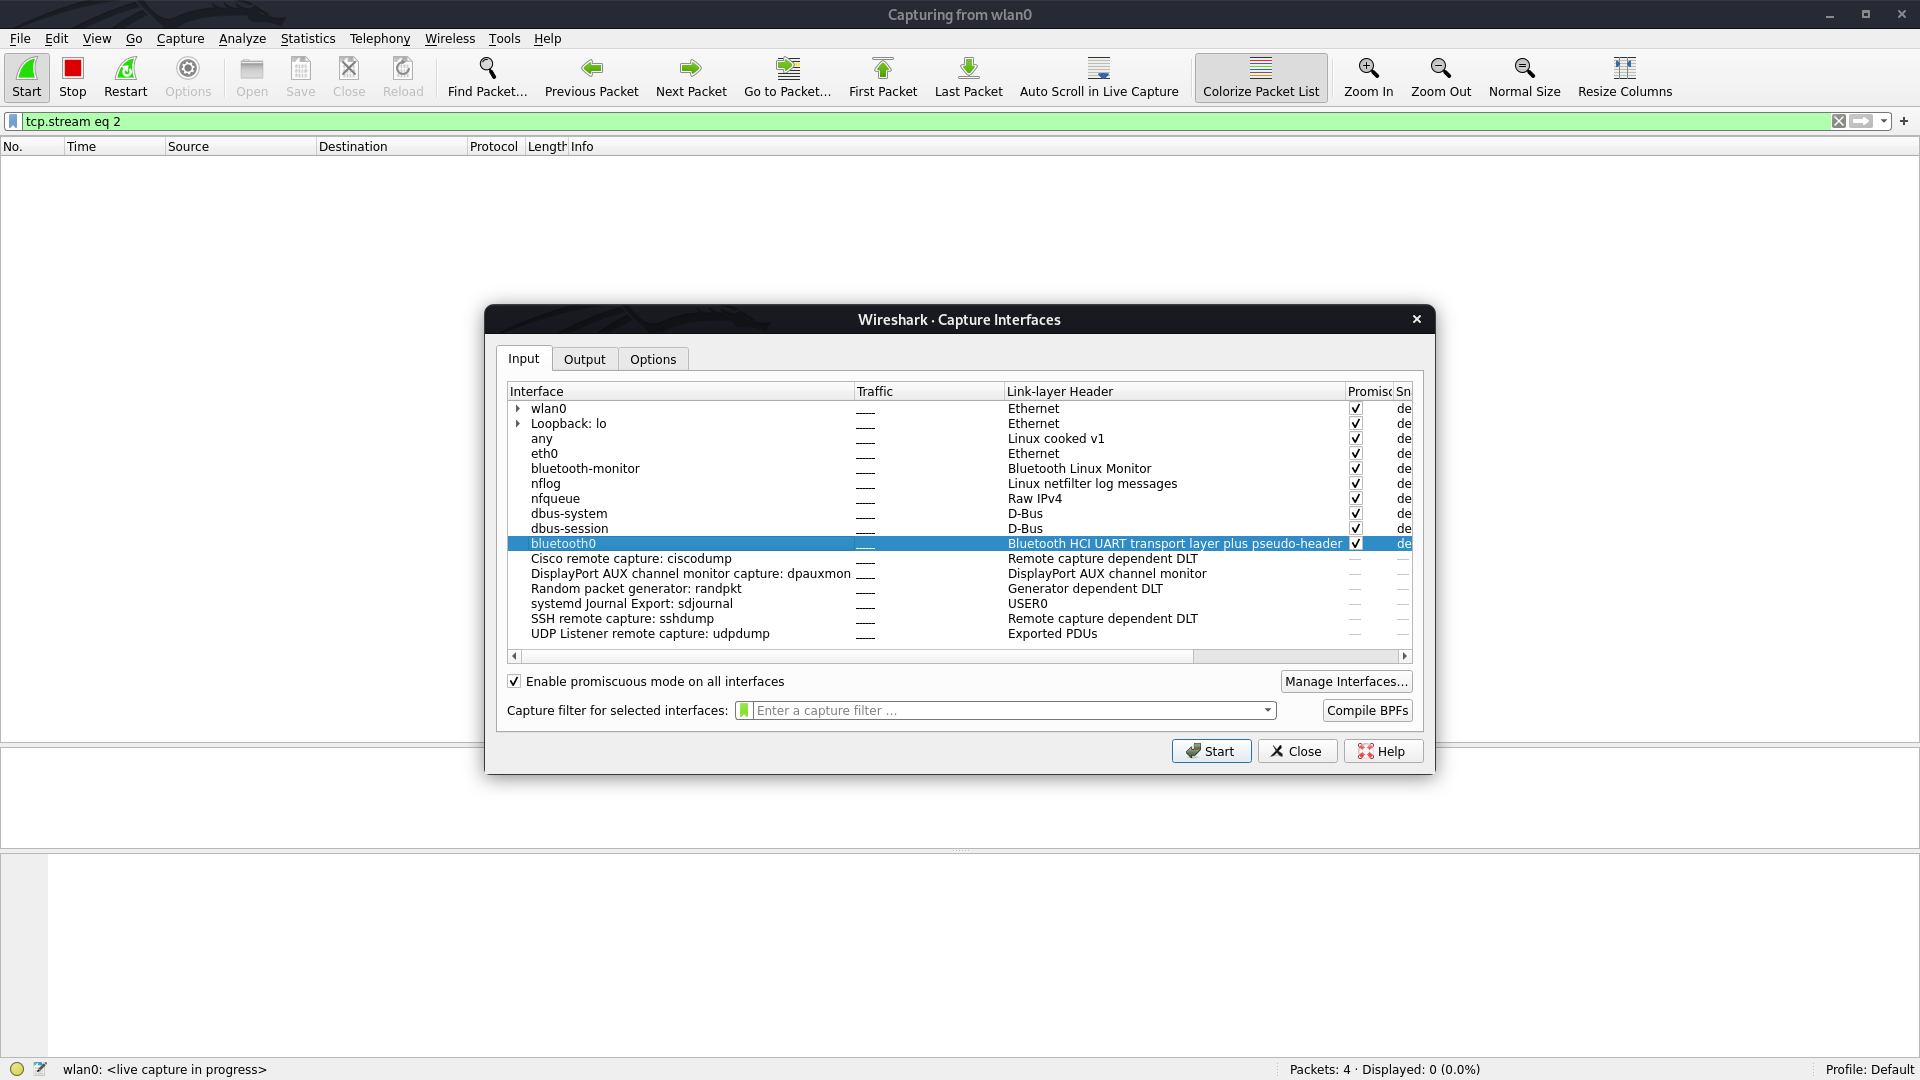 Capturing from wlan0
File Edit View Go Capture Analyze Statistics Telephony Wireless Tools Help
Start Stop Restart Options Open Save Close Reload Find Packet... Previous Packet Next Packet Go to Packet... First Packet Last Packet Auto Scroll in Live Capture Colorize Packet List Zoom In Zoom Out Normal Size Resize Columns
tcp.stream eq 2
No. Time Source Destination Protocol Length Info
Wireshark · Capture Interfaces
Input Output Options
Interface Traffic Link-layer Header Promisc Sn
wlan0 Ethernet de
Loopback: lo Ethernet de
any Linux cooked v1 de
eth0 Ethernet de
bluetooth-monitor Bluetooth Linux Monitor de
nflog Linux netfilter log messages de
nfqueue Raw IPv4 de
dbus-system D-Bus de
dbus-session D-Bus de
bluetooth0 Bluetooth HCI UART transport layer plus pseudo-header de
Cisco remote capture: ciscodump Remote capture dependent DLT —
DisplayPort AUX channel monitor capture: dpauxmon DisplayPort AUX channel monitor —
Random packet generator: randpkt Generator dependent DLT —
systemd Journal Export: sdjournal USER0 —
SSH remote capture: sshdump Remote capture dependent DLT —
UDP Listener remote capture: udpdump Exported PDUs —
Enable promiscuous mode on all interfaces Manage Interfaces...
Capture filter for selected interfaces: Enter a capture filter ... Compile BPFs
Start Close Help
wlan0: <live capture in progress> Packets: 4 · Displayed: 0 (0.0%) Profile: Default